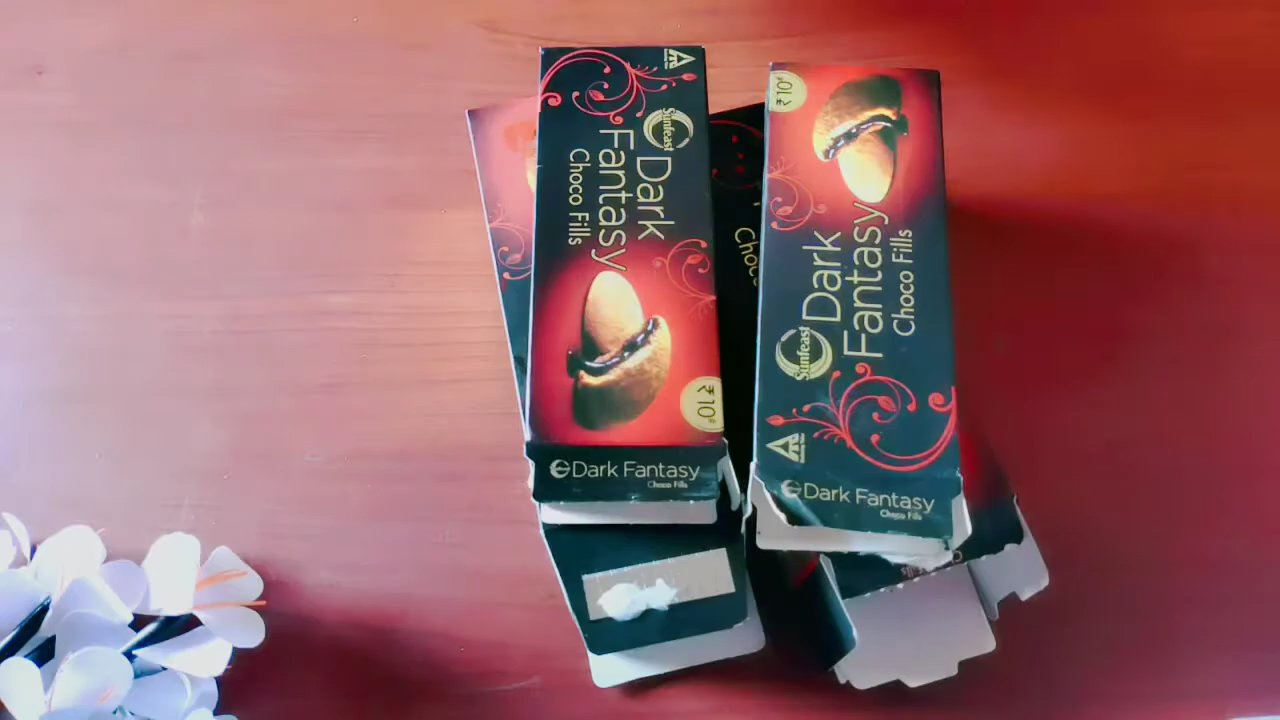 Sunfeast
Dark
Fantasy
Choco Fills
₹10
Dark Fantasy
Choco Fills
Choco
₹10
Sunfeast
Dark
Fantasy
Choco Fills
Dark Fantasy
Choco Fills